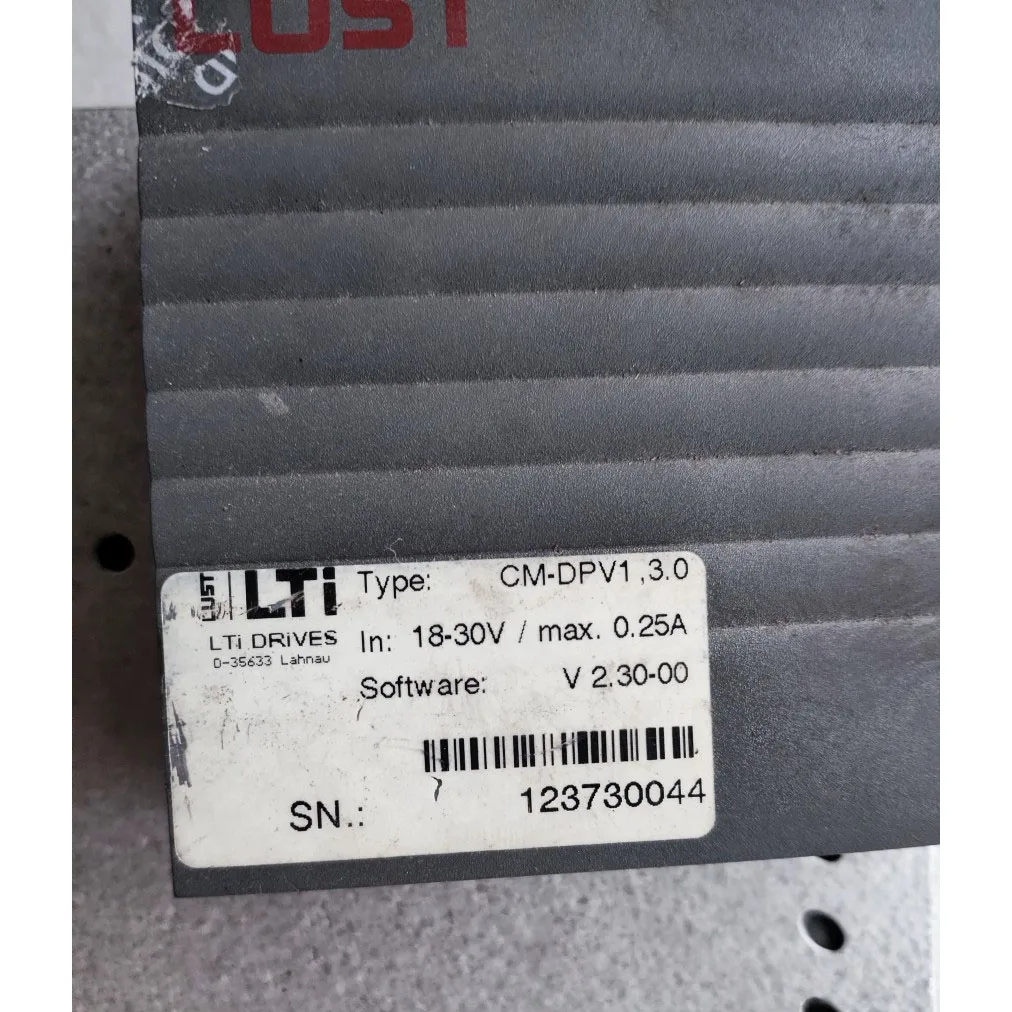 LUST
LUST LTi
LTi DRiVES
D-35633 Lahnau
Type: CM-DPV1,3.0
In: 18-30V / max. 0.25A
Software: V 2.30-00
SN.: 123730044